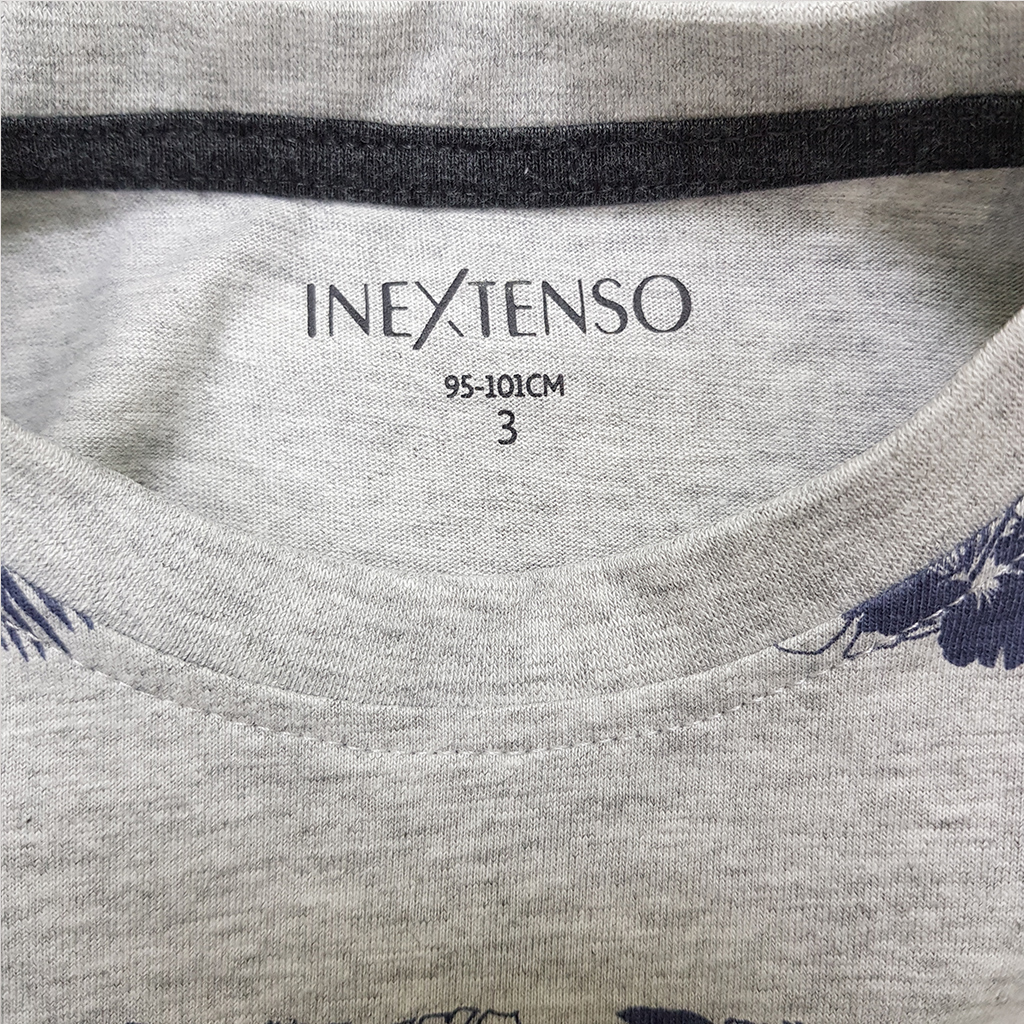 INEXTENSO
95-101CM
3